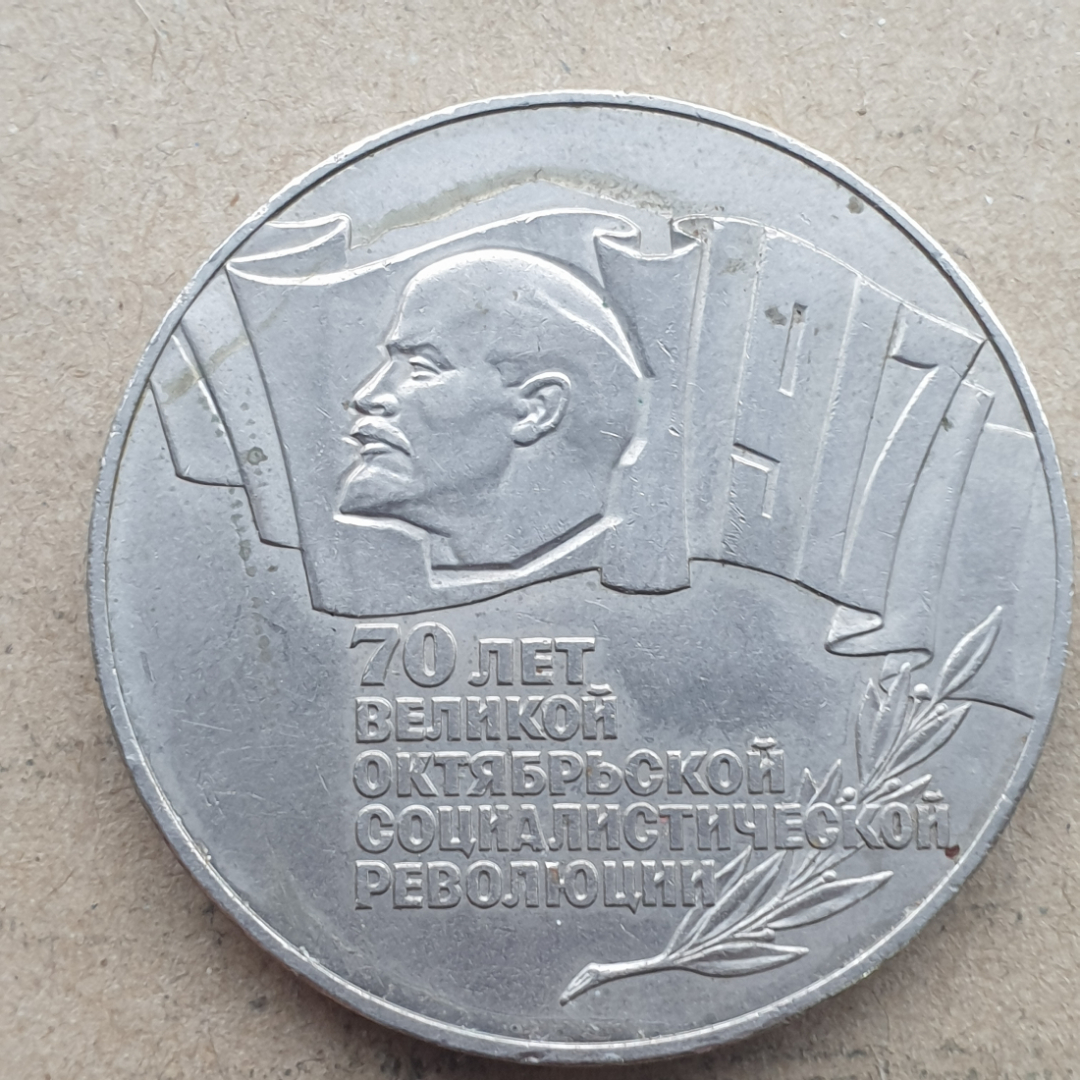 1917
70 ЛЕТ
ВЕЛИКОЙ
ОКТЯБРЬСКОЙ
СОЦИАЛИСТИЧЕСКОЙ
РЕВОЛЮЦИИ